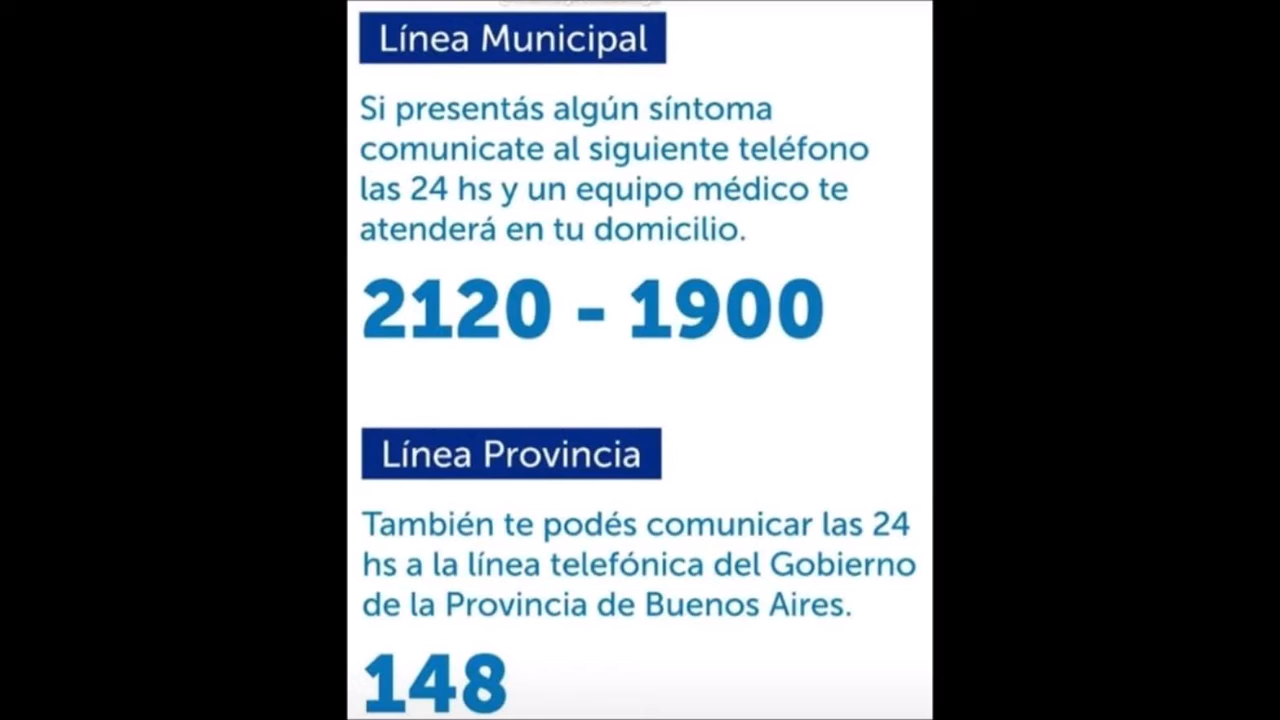 Línea Municipal
Si presentás algún síntoma
comunicate al siguiente teléfono
las 24 hs y un equipo médico te
atenderá en tu domicilio.
2120 - 1900
Línea Provincia
También te podés comunicar las 24
hs a la línea telefónica del Gobierno
de la Provincia de Buenos Aires.
148